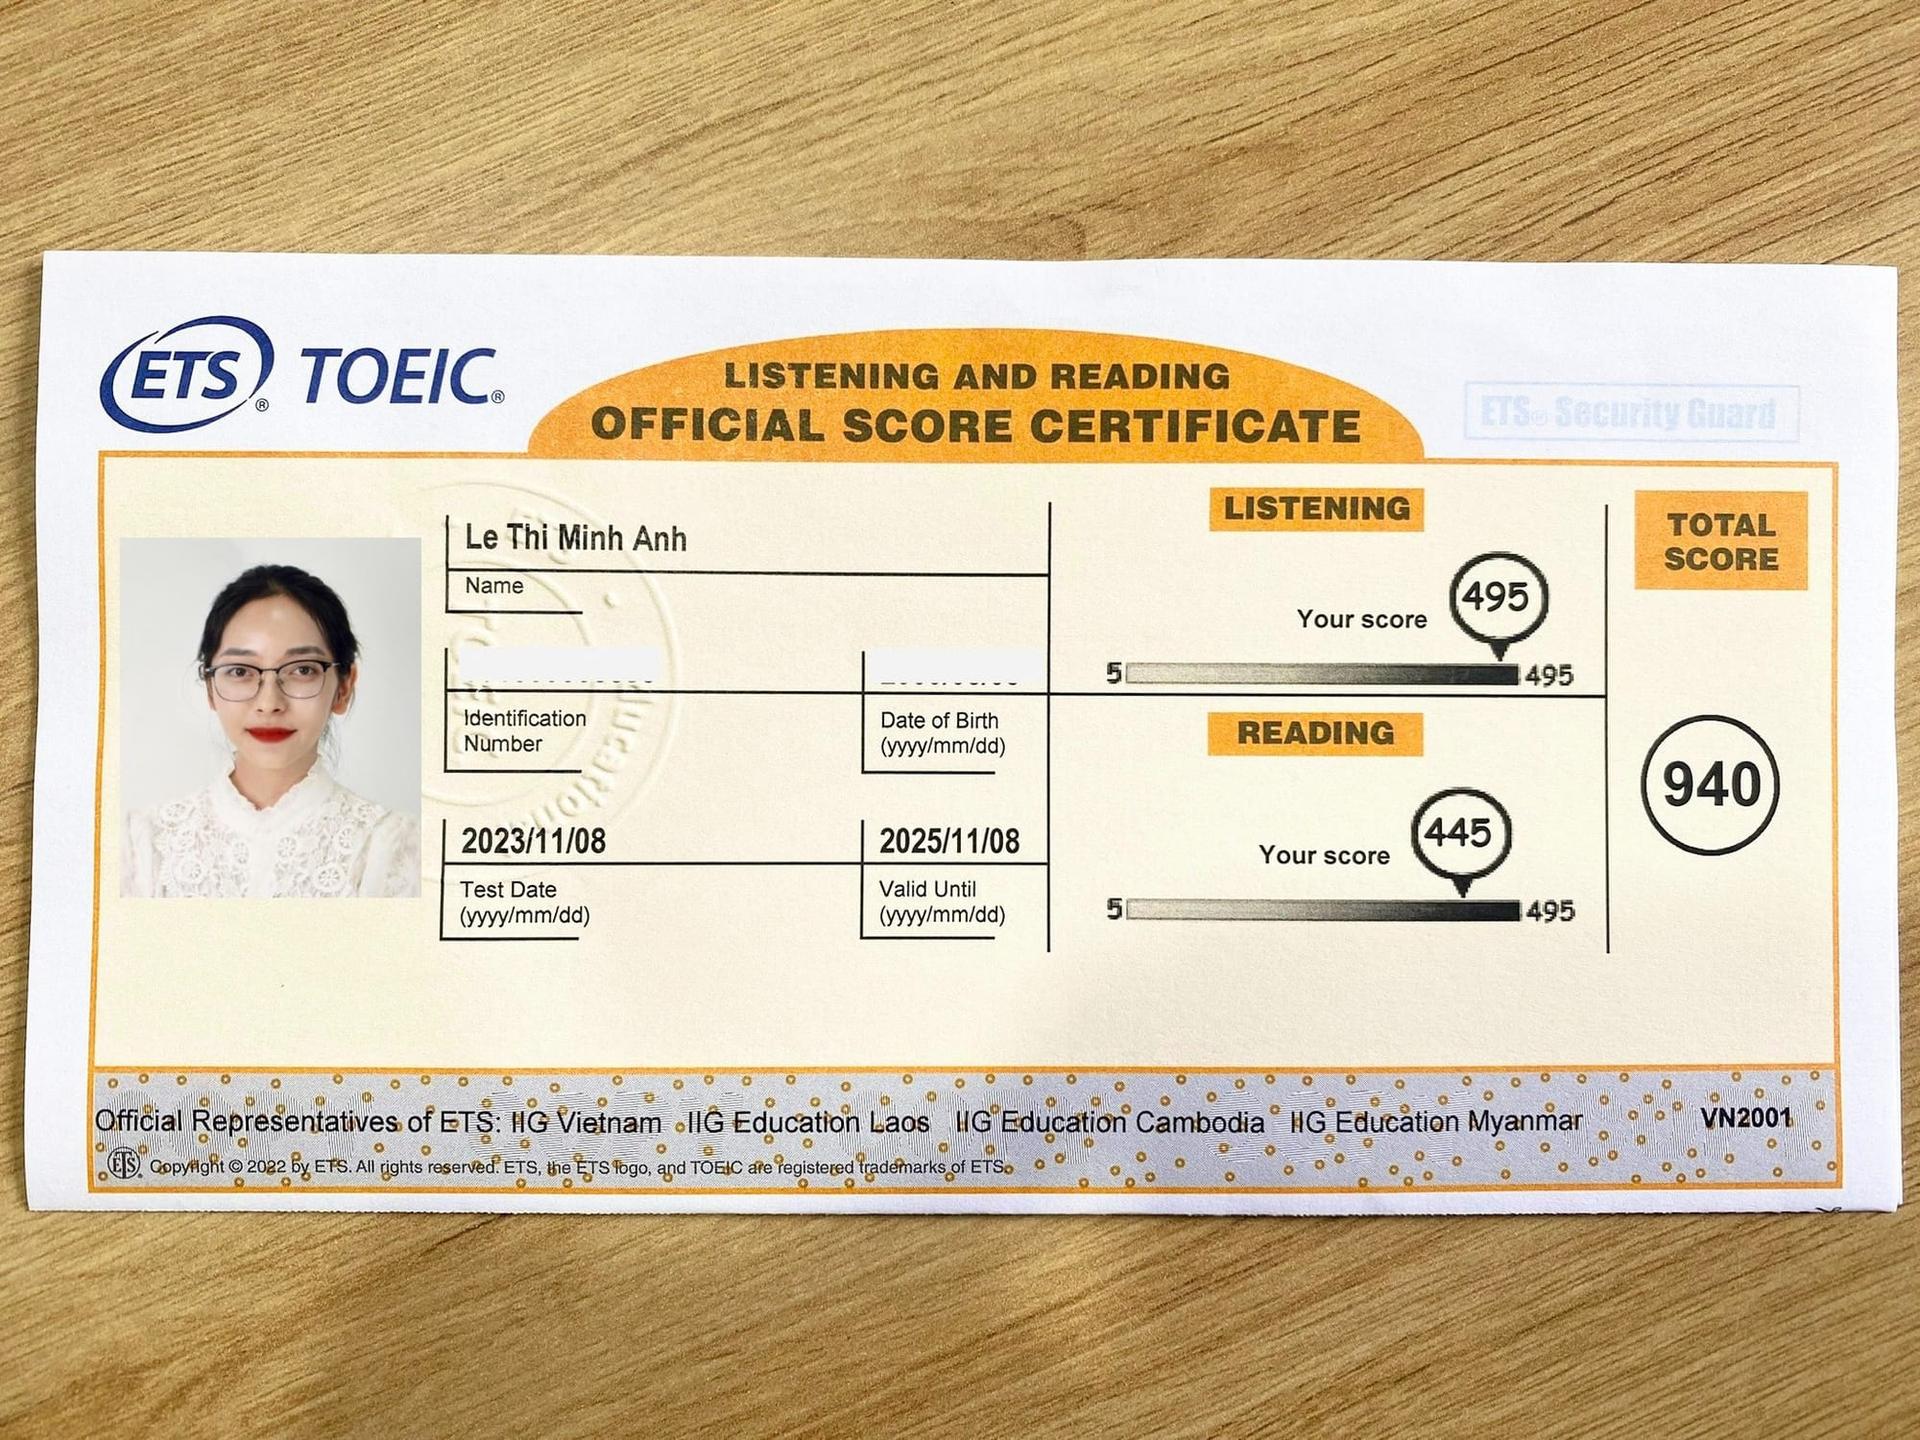 ETS® TOEIC®
LISTENING AND READING
OFFICIAL SCORE CERTIFICATE
ETS® Security Guard
Le Thi Minh Anh
Name
Identification
Number
Date of Birth
(yyyy/mm/dd)
2023/11/08
Test Date
(yyyy/mm/dd)
2025/11/08
Valid Until
(yyyy/mm/dd)
LISTENING
Your score 495
5 495
READING
Your score 445
5 495
TOTAL
SCORE
940
Official Representatives of ETS: IIG Vietnam IIG Education Laos IIG Education Cambodia IIG Education Myanmar VN2001
ETS® Copyright © 2022 by ETS. All rights reserved. ETS, the ETS logo, and TOEIC are registered trademarks of ETS.